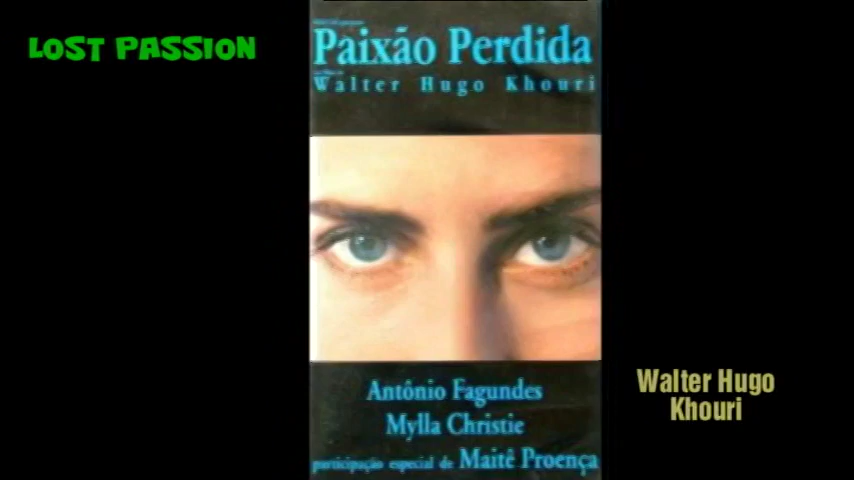 LOST PASSION
Paixão Perdida
Walter Hugo Khouri
Antônio Fagundes
Mylla Christie
participação especial de Maitê Proença
Walter Hugo
Khouri